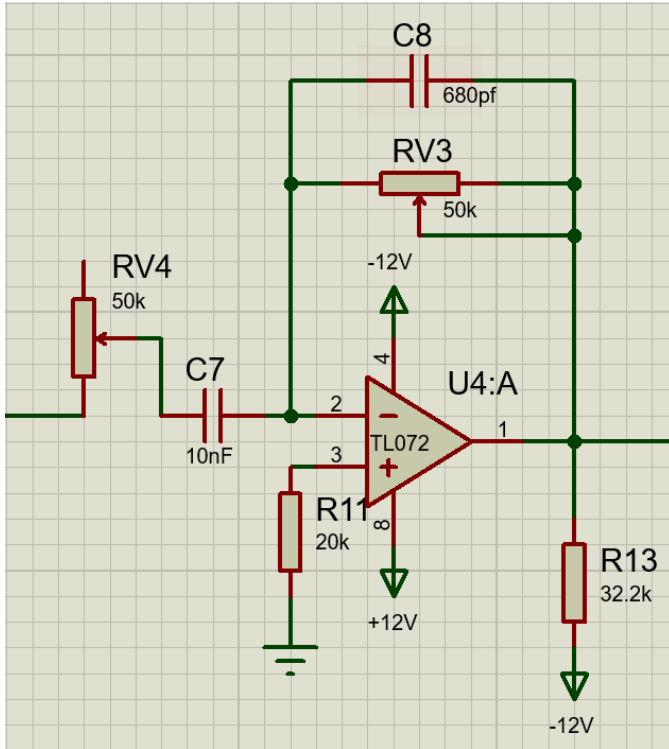 C8
680pf
RV3
50k
-12V
RV4
50k
4
U4:A
C7
2
1
TL072
10nF
3
R11
20k
8
R13
32.2k
+12V
-12V